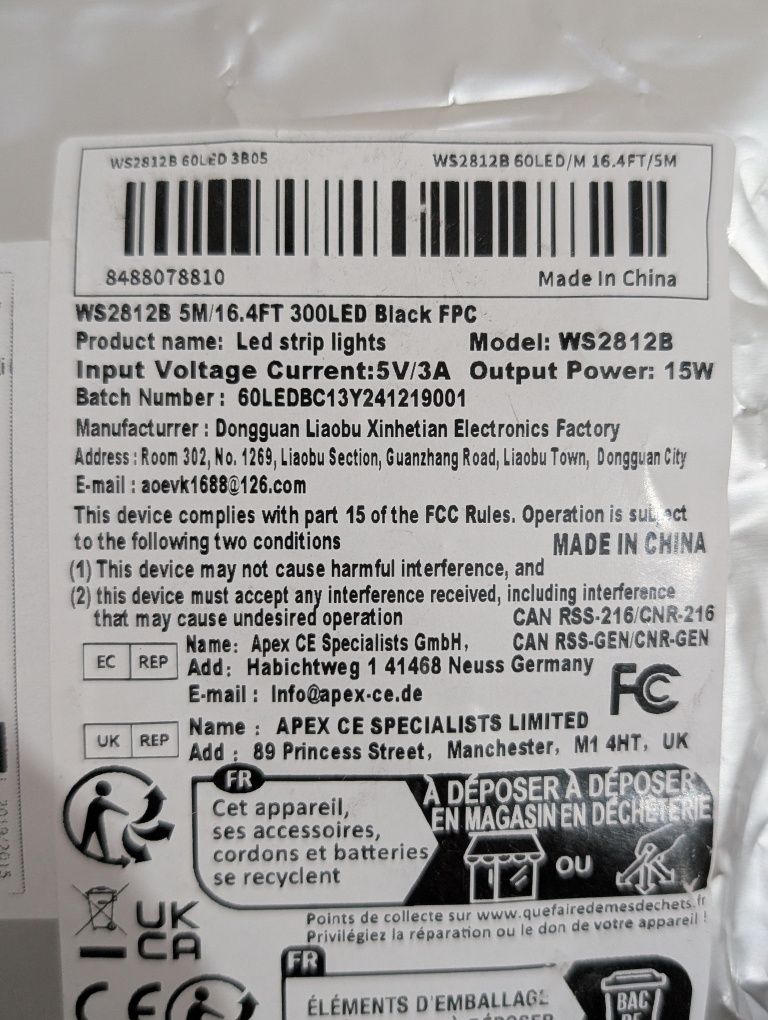 WS2812B 60LED 3B05 WS2812B 60LED/M 16.4FT/5M
8488078810 Made In China
WS2812B 5M/16.4FT 300LED Black FPC
Product name: Led strip lights Model: WS2812B
Input Voltage Current:5V/3A Output Power: 15W
Batch Number: 60LEDBC13Y241219001
Manufacturrer : Dongguan Liaobu Xinhetian Electronics Factory
Address : Room 302, No. 1269, Liaobu Section, Guanzhang Road, Liaobu Town, Dongguan City
E-mail : aoevk1688@126.com
This device complies with part 15 of the FCC Rules. Operation is subject
to the following two conditions MADE IN CHINA
(1) This device may not cause harmful interference, and
(2) this device must accept any interference received, including interference
that may cause undesired operation CAN RSS-216/CNR-216
CAN RSS-GEN/CNR-GEN
EC REP Name: Apex CE Specialists GmbH,
Add: Habichtweg 1 41468 Neuss Germany
E-mail : Info@apex-ce.de
FC
UK REP Name : APEX CE SPECIALISTS LIMITED
Add : 89 Princess Street, Manchester, M1 4HT, UK
FR
Cet appareil,
ses accessoires,
cordons et batteries
se recyclent
À DÉPOSER À DÉPOSER
EN MAGASIN EN DÉCHÈTERIE
OU
Points de collecte sur www.quefairedemesdechets.fr
Privilégiez la réparation ou le don de votre appareil !
UK
CA
CE
FR
ÉLÉMENTS D'EMBALLAGE
BAC